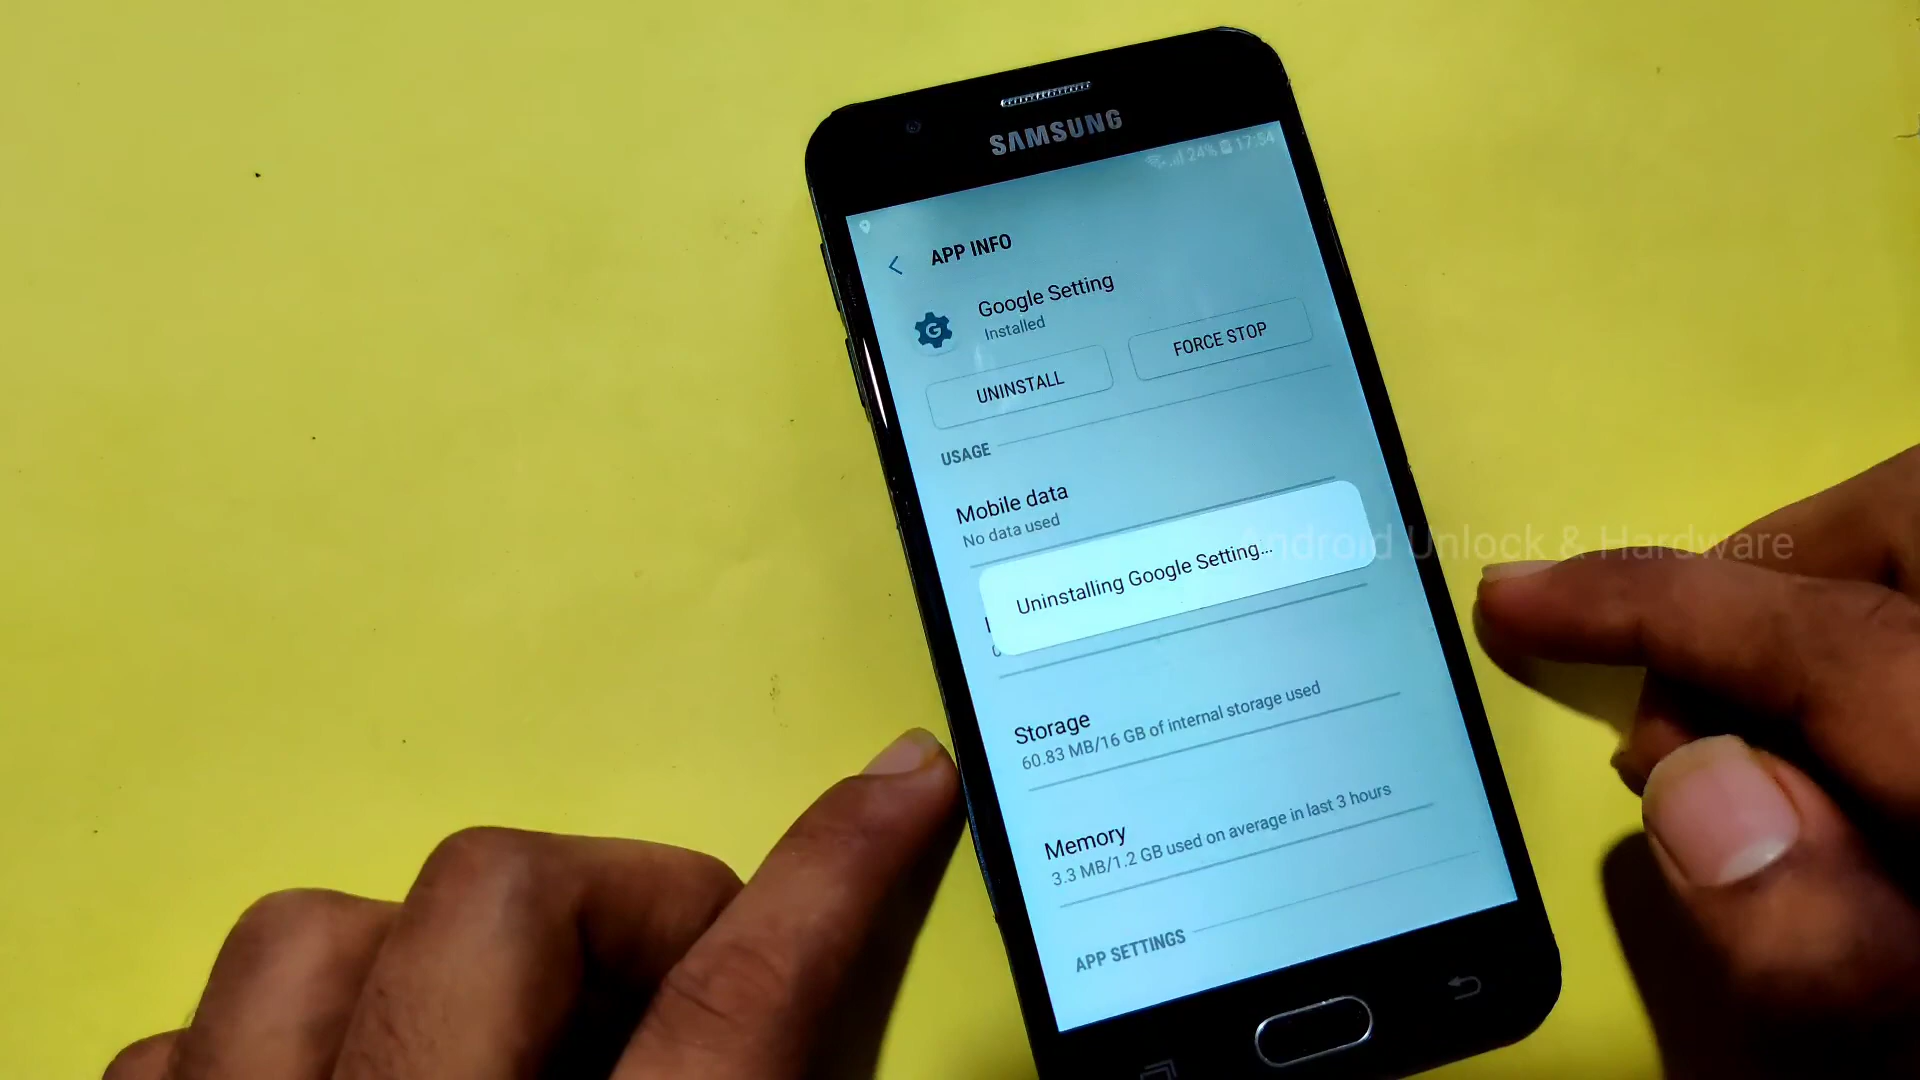 SAMSUNG
24% 17:54
APP INFO
Google Setting
Installed
UNINSTALL
FORCE STOP
USAGE
Mobile data
No data used
Android Unlock & Hardware
Uninstalling Google Setting...
Storage
60.83 MB/16 GB of internal storage used
Memory
3.3 MB/1.2 GB used on average in last 3 hours
APP SETTINGS